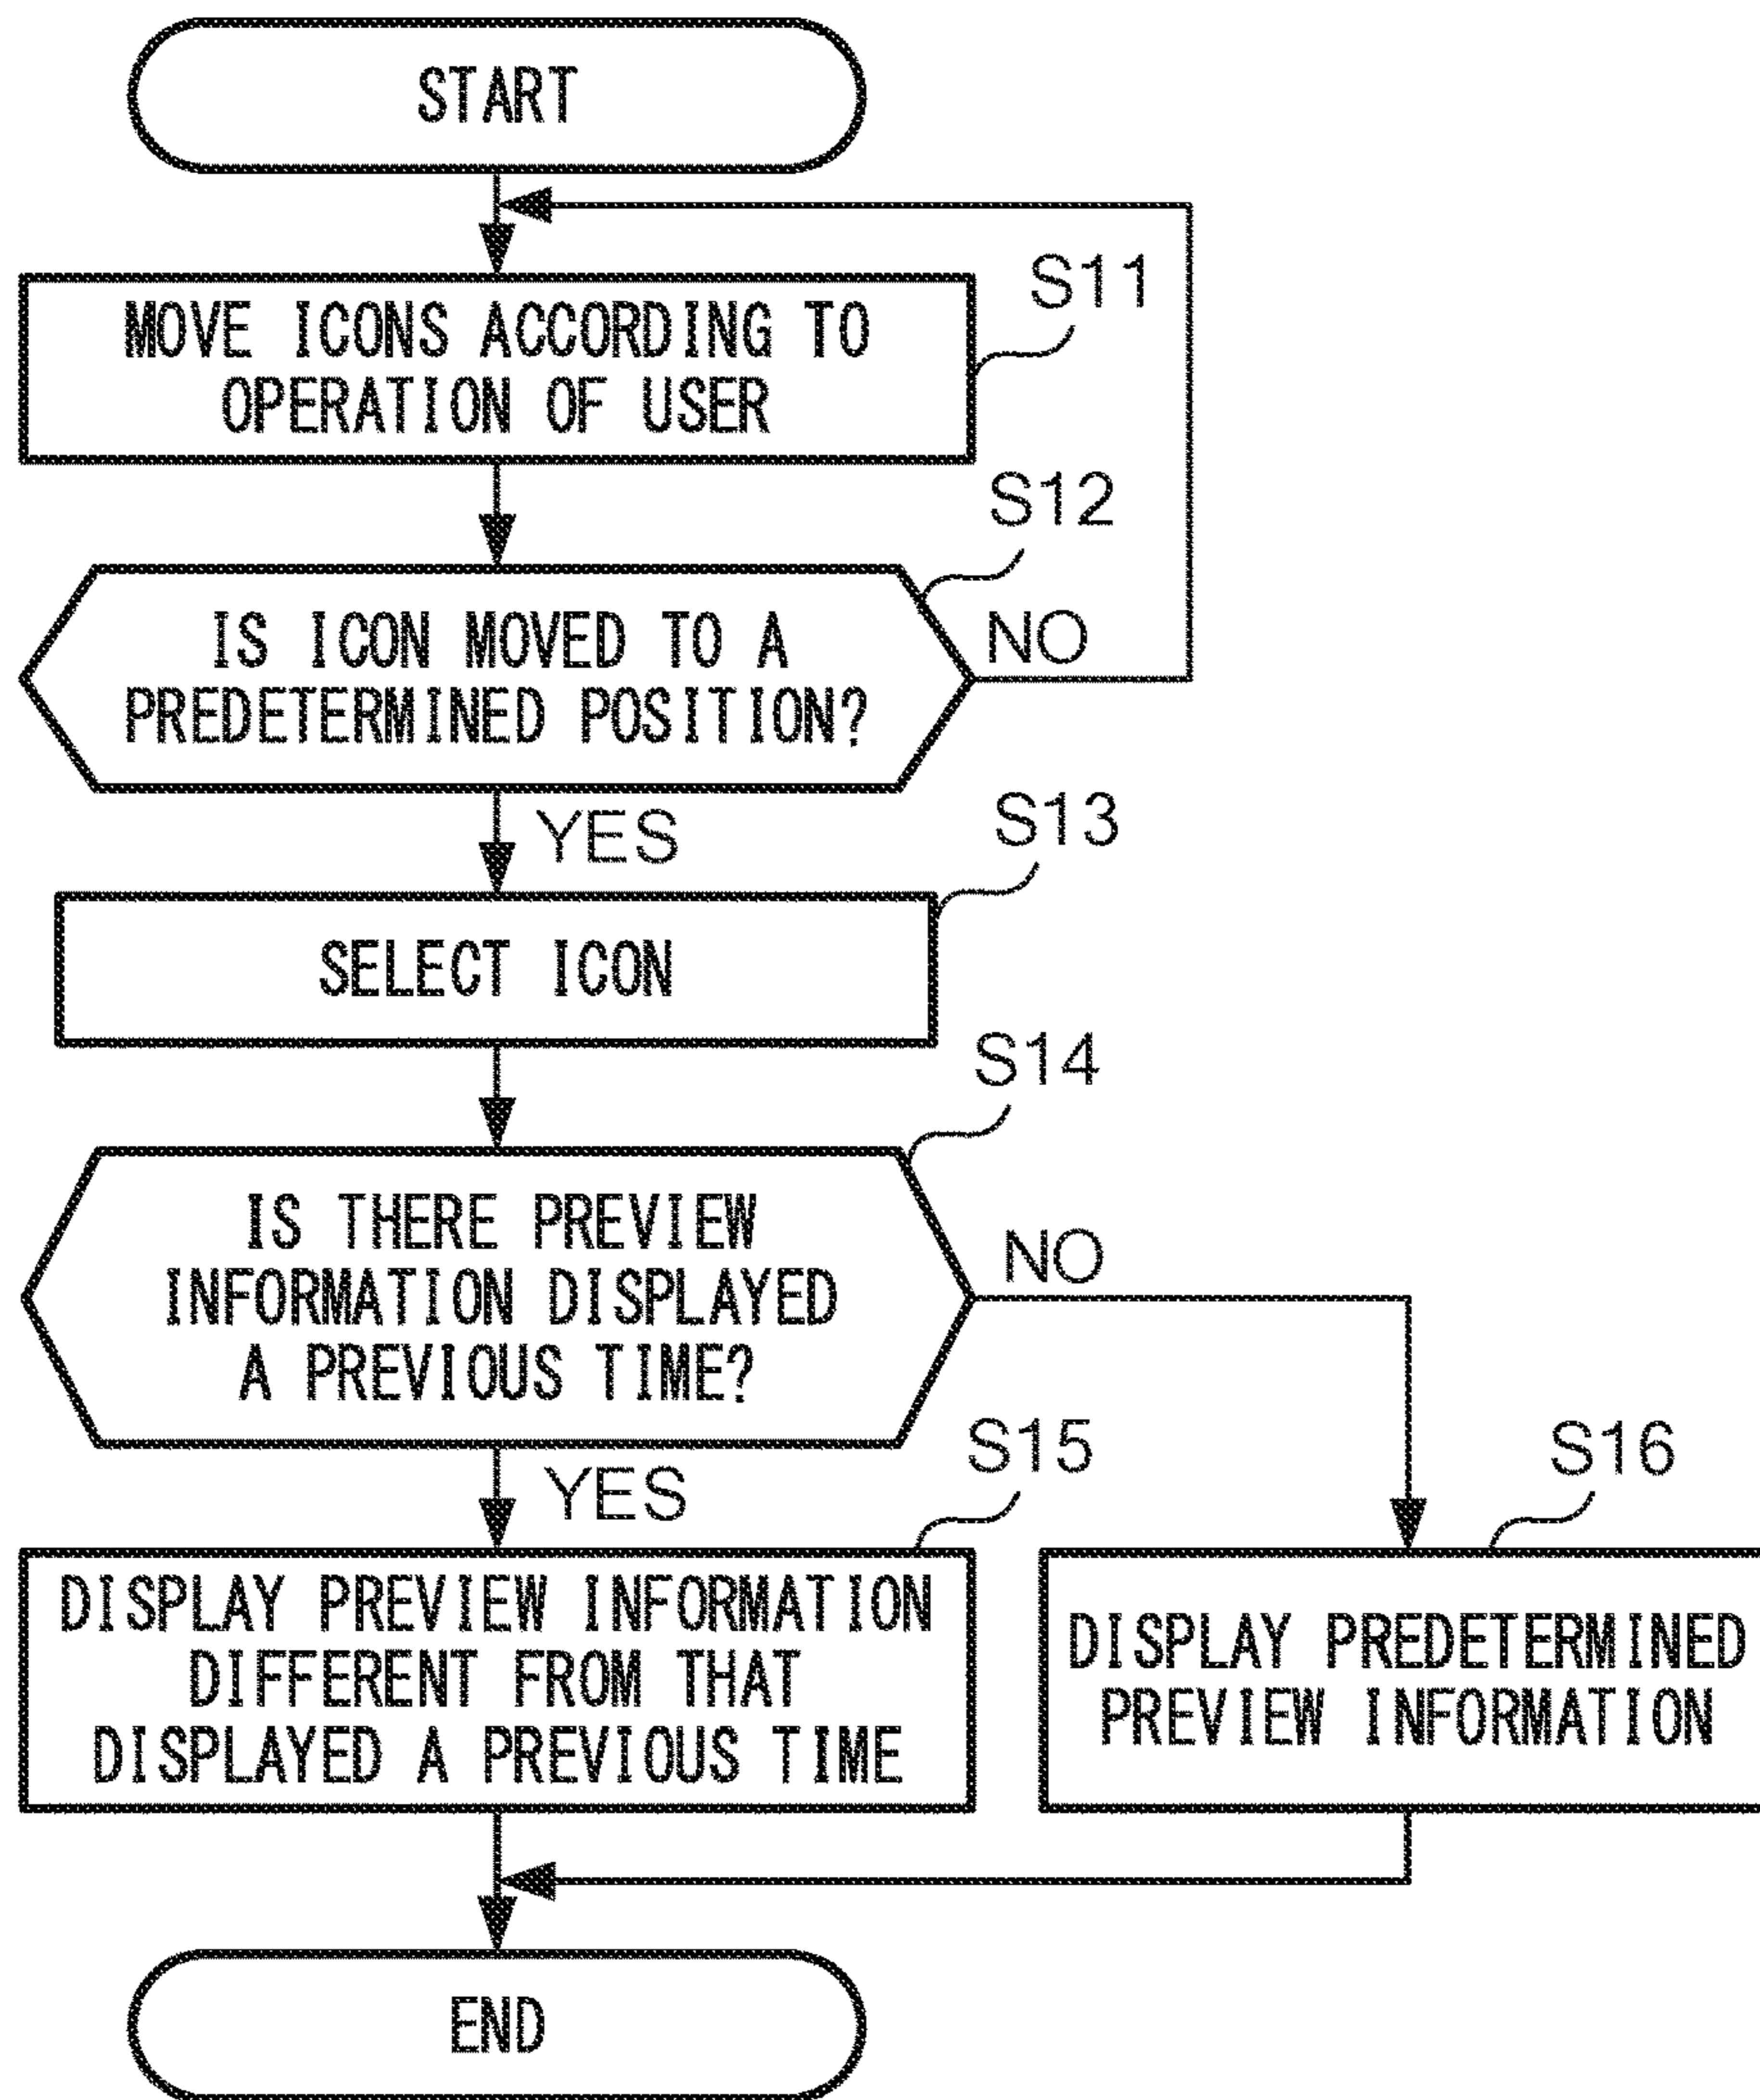 START
S11
MOVE ICONS ACCORDING TO
OPERATION OF USER
S12
IS ICON MOVED TO A
PREDETERMINED POSITION?
NO
YES
S13
SELECT ICON
S14
IS THERE PREVIEW
INFORMATION DISPLAYED
A PREVIOUS TIME?
NO
YES
S15
DISPLAY PREVIEW INFORMATION
DIFFERENT FROM THAT
DISPLAYED A PREVIOUS TIME
S16
DISPLAY PREDETERMINED
PREVIEW INFORMATION
END